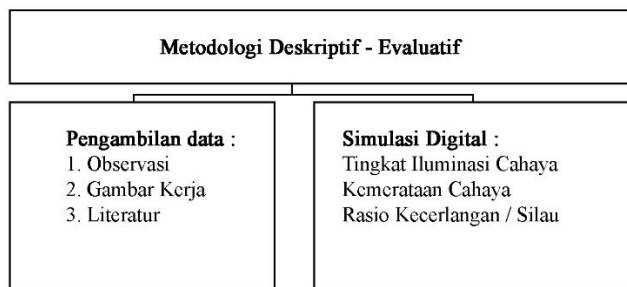 Metodologi Deskriptif - Evaluatif
Pengambilan data :
1. Observasi
2. Gambar Kerja
3. Literatur
Simulasi Digital :
Tingkat Iluminasi Cahaya
Kemerataan Cahaya
Rasio Kecerlangan / Silau